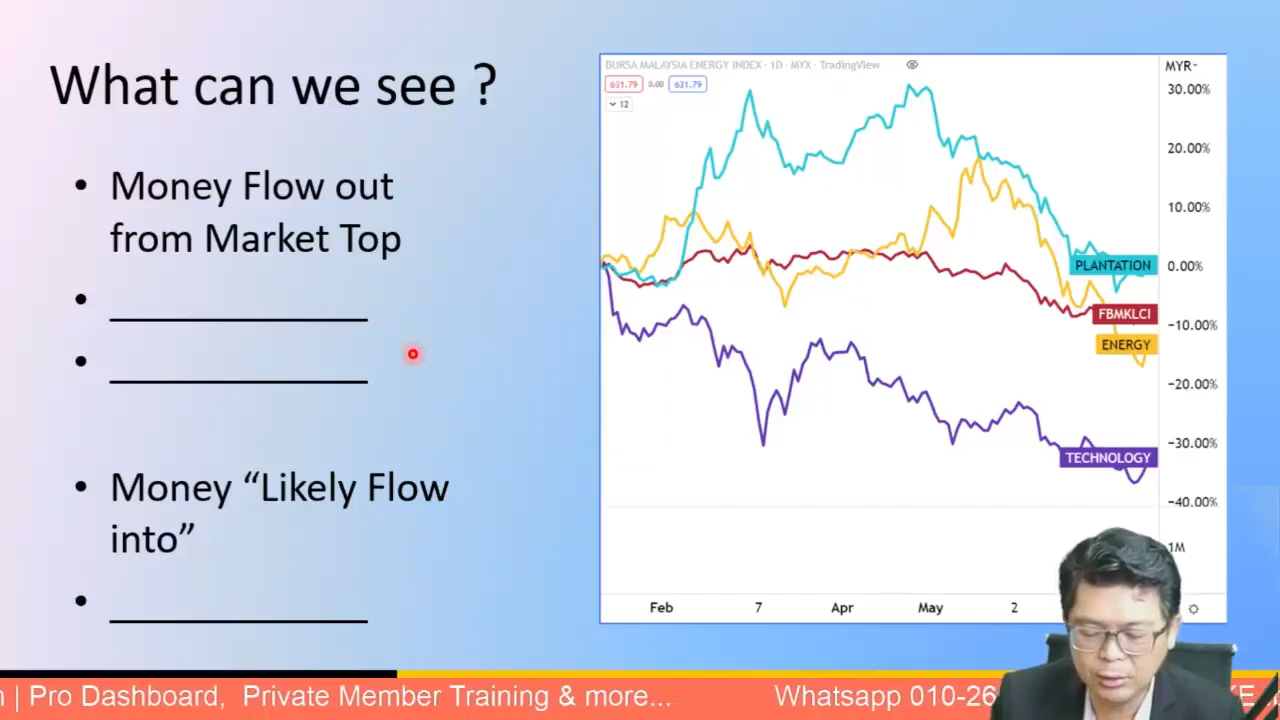 What can we see ?
• Money Flow out
from Market Top
•
•
• Money “Likely Flow
into”
•
BURSA MALAYSIA ENERGY INDEX · 1D · MYX · TradingView
MYR
631.79 0.00 631.79
12
30.00%
20.00%
10.00%
0.00%
-10.00%
-20.00%
-30.00%
-40.00%
PLANTATION
FBMKLCI
ENERGY
TECHNOLOGY
1M
Feb 7 Apr May 2
| Pro Dashboard, Private Member Training & more... Whatsapp 010-26